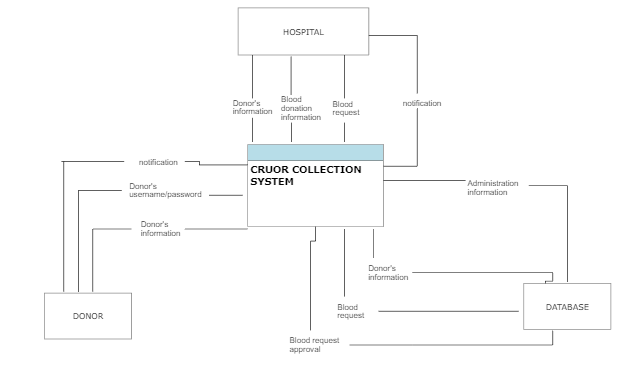 HOSPITAL
Donor's
information
Blood
donation
information
Blood
request
notification
CRUOR COLLECTION
SYSTEM
notification
Donor's
username/password
Donor's
information
Administration
information
Donor's
information
Blood
request
Blood request
approval
DONOR
DATABASE